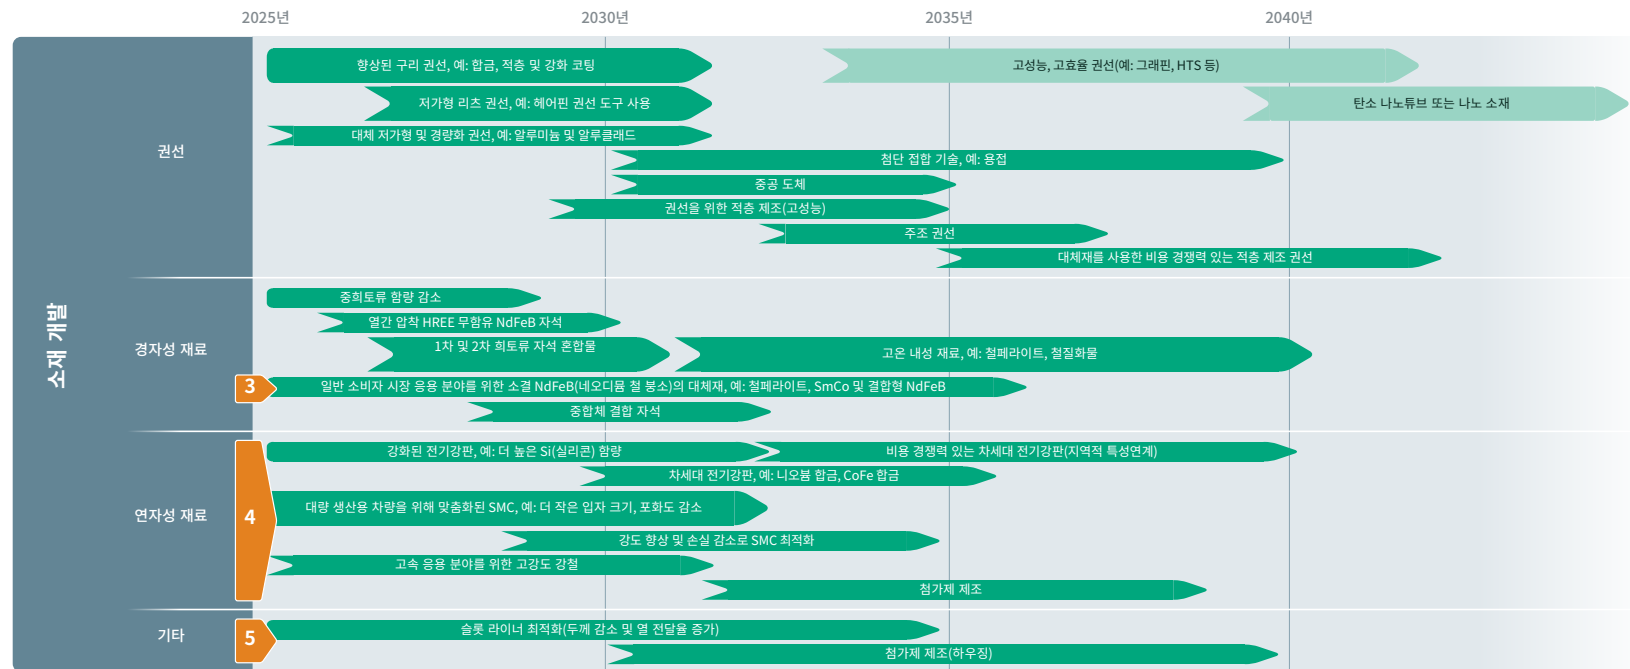 2025년 2030년 2035년 2040년
소재 개발
권선
향상된 구리 권선, 예: 합금, 적층 및 강화 코팅
고성능, 고효율 권선(예: 그래핀, HTS 등)
저가형 리츠 권선, 예: 헤어핀 권선 도구 사용
탄소 나노튜브 또는 나노 소재
대체 저가형 및 경량화 권선, 예: 알루미늄 및 알루클래드
첨단 접합 기술, 예: 용접
중공 도체
권선을 위한 적층 제조(고성능)
주조 권선
대체재를 사용한 비용 경쟁력 있는 적층 제조 권선
경자성 재료
중희토류 함량 감소
열간 압착 HREE 무함유 NdFeB 자석
1차 및 2차 희토류 자석 혼합물
고온 내성 재료, 예: 철페라이트, 철질화물
3
일반 소비자 시장 응용 분야를 위한 소결 NdFeB(네오디뮴 철 붕소)의 대체재, 예: 철페라이트, SmCo 및 결합형 NdFeB
중합체 결합 자석
연자성 재료
4
강화된 전기강판, 예: 더 높은 Si(실리콘) 함량
비용 경쟁력 있는 차세대 전기강판(지역적 특성연계)
차세대 전기강판, 예: 니오븀 합금, CoFe 합금
대량 생산용 차량을 위해 맞춤화된 SMC, 예: 더 작은 입자 크기, 포화도 감소
강도 향상 및 손실 감소로 SMC 최적화
고속 응용 분야를 위한 고강도 강철
첨가제 제조
기타
5
슬롯 라이너 최적화(두께 감소 및 열 전달율 증가)
첨가제 제조(하우징)